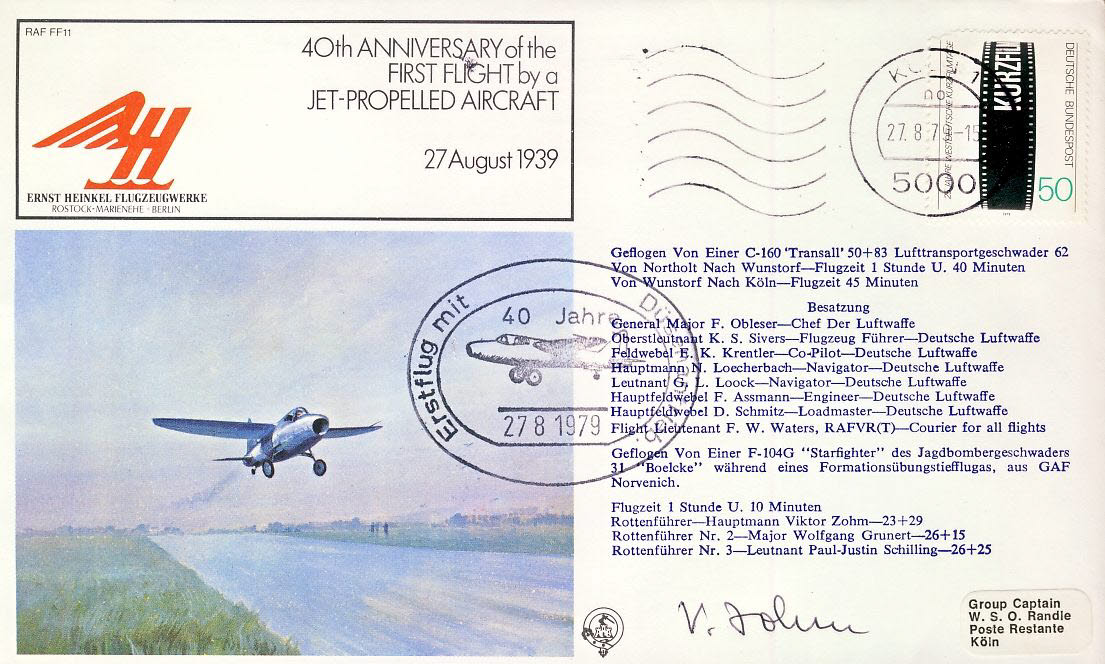 RAF FF11
40th ANNIVERSARY of the
FIRST FLIGHT by a
JET-PROPELLED AIRCRAFT
27 August 1939
ERNST HEINKEL FLUGZEUGWERKE
ROSTOCK-MARIENEHE - BERLIN
27.8.79-15
5000
KURZFIL
DEUTSCHE BUNDESPOST
50
Geflogen Von Einer C-160 'Transall' 50+83 Lufttransportgeschwader 62
Von Northolt Nach Wunstorf—Flugzeit 1 Stunde U. 40 Minuten
Von Wunstorf Nach Köln—Flugzeit 45 Minuten
Besatzung
General Major F. Obleser—Chef Der Luftwaffe
Oberstleutnant K. S. Sivers—Flugzeug Führer—Deutsche Luftwaffe
Feldwebel E. K. Krentler—Co-Pilot—Deutsche Luftwaffe
Hauptmann N. Loecherbach—Navigator—Deutsche Luftwaffe
Leutnant G. L. Loock—Navigator—Deutsche Luftwaffe
Hauptfeldwebel F. Assmann—Engineer—Deutsche Luftwaffe
Hauptfeldwebel D. Schmitz—Loadmaster—Deutsche Luftwaffe
Flight Lieutenant F. W. Waters, RAFVR(T)—Courier for all flights
Geflogen Von Einer F-104G "Starfighter" des Jagdbombergeschwaders
31 "Boelcke" während eines Formationsübungstiefflugas, aus GAF
Norvenich.
Flugzeit 1 Stunde U. 10 Minuten
Rottenführer—Hauptmann Viktor Zohm—23+29
Rottenführer Nr. 2—Major Wolfgang Grunert—26+15
Rottenführer Nr. 3—Leutnant Paul-Justin Schilling—26+25
Erstflug mit
40 Jahre
27 8 1979
V. Zohm
Group Captain
W. S. O. Randle
Poste Restante
Köln